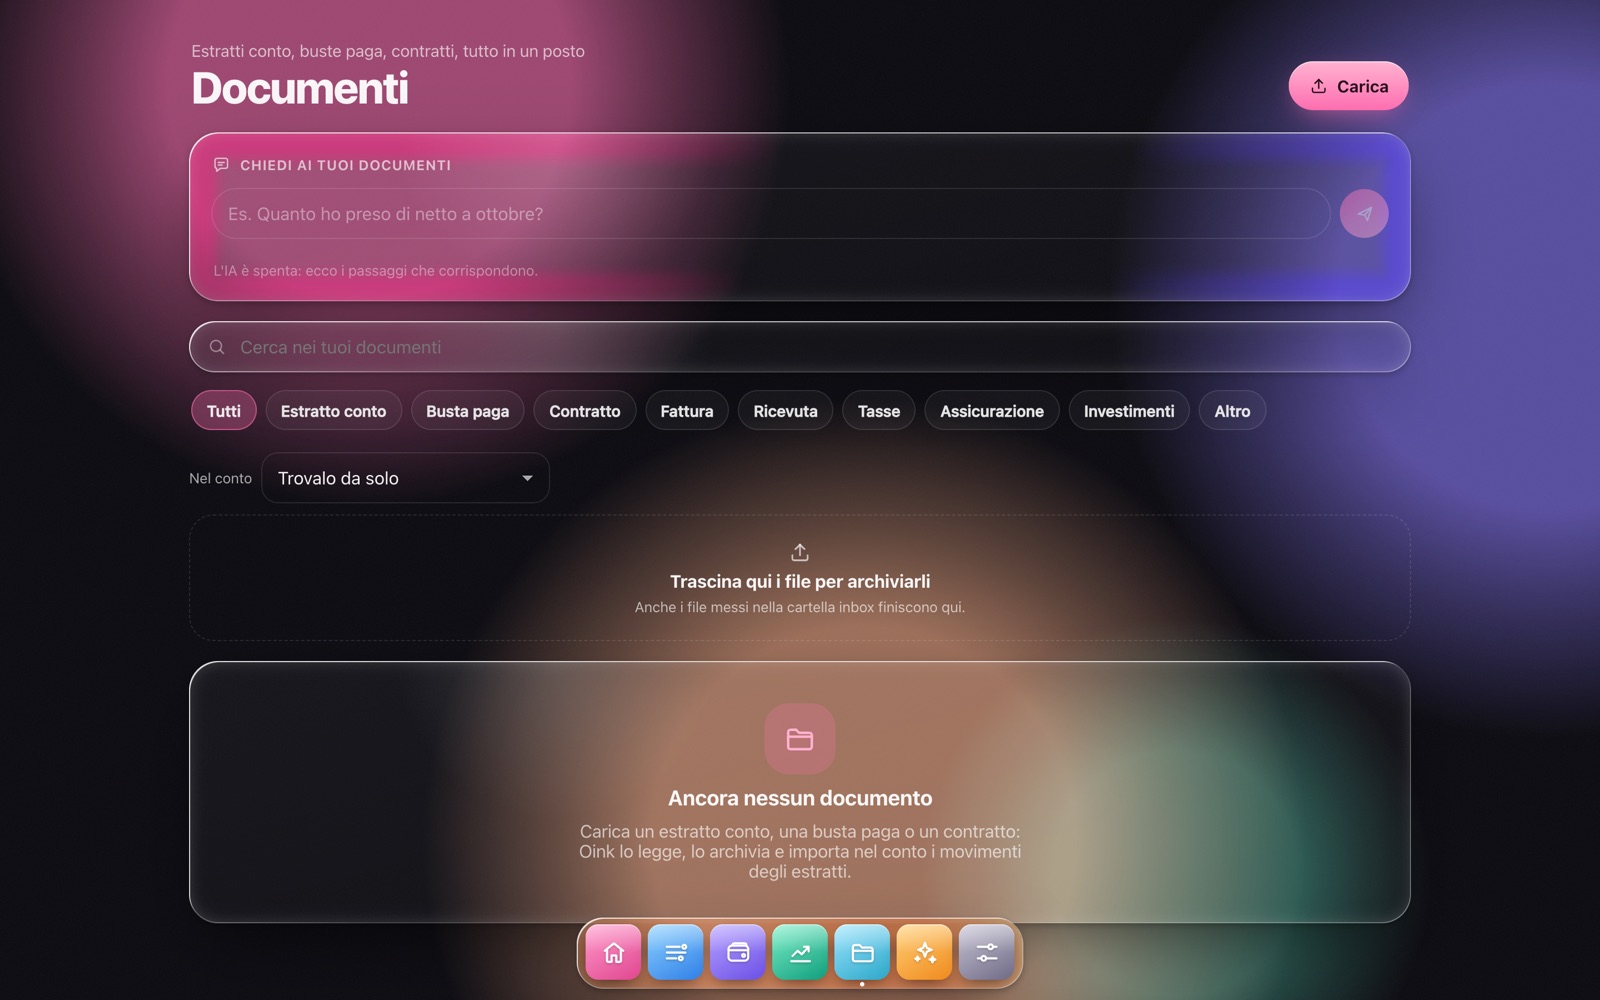 Estratti conto, buste paga, contratti, tutto in un posto
Documenti
Carica
CHIEDI AI TUOI DOCUMENTI
Es. Quanto ho preso di netto a ottobre?
L'IA è spenta: ecco i passaggi che corrispondono.
Cerca nei tuoi documenti
Tutti
Estratto conto
Busta paga
Contratto
Fattura
Ricevuta
Tasse
Assicurazione
Investimenti
Altro
Nel conto
Trovalo da solo
Trascina qui i file per archiviarli
Anche i file messi nella cartella inbox finiscono qui.
Ancora nessun documento
Carica un estratto conto, una busta paga o un contratto:
Oink lo legge, lo archivia e importa nel conto i movimenti
degli estratti.